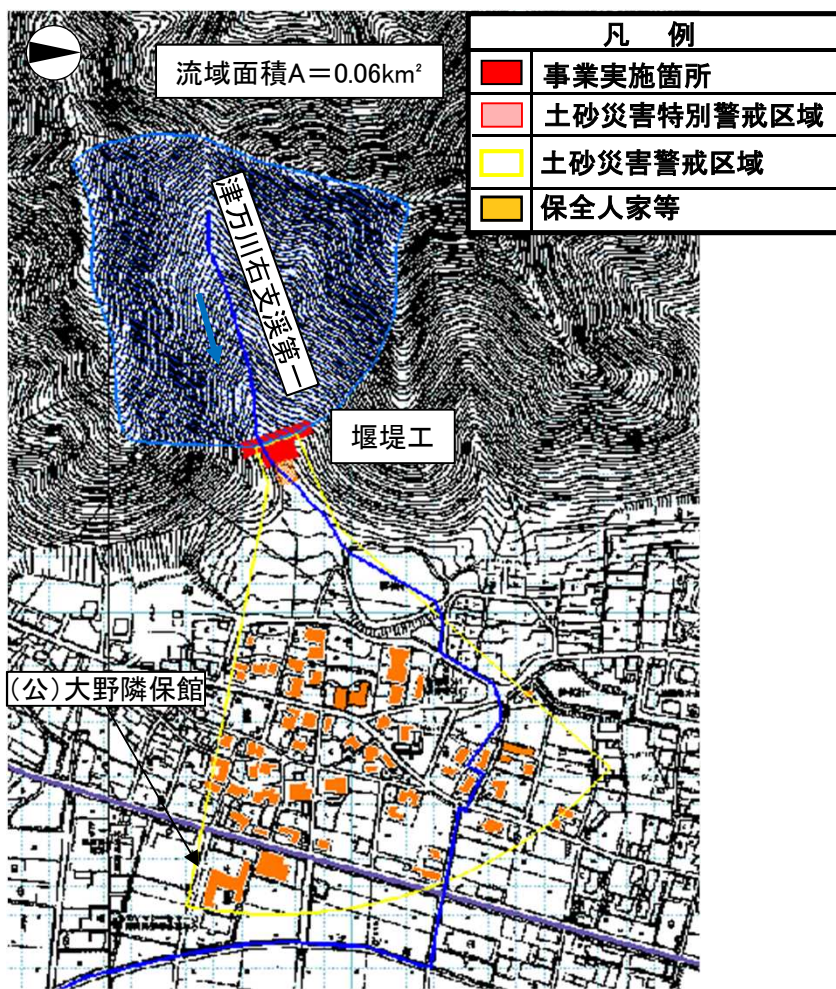 流域面積A＝0.06km²
凡 例
事業実施箇所
土砂災害特別警戒区域
土砂災害警戒区域
保全人家等
津万川右支渓第一
堰堤工
(公)大野隣保館